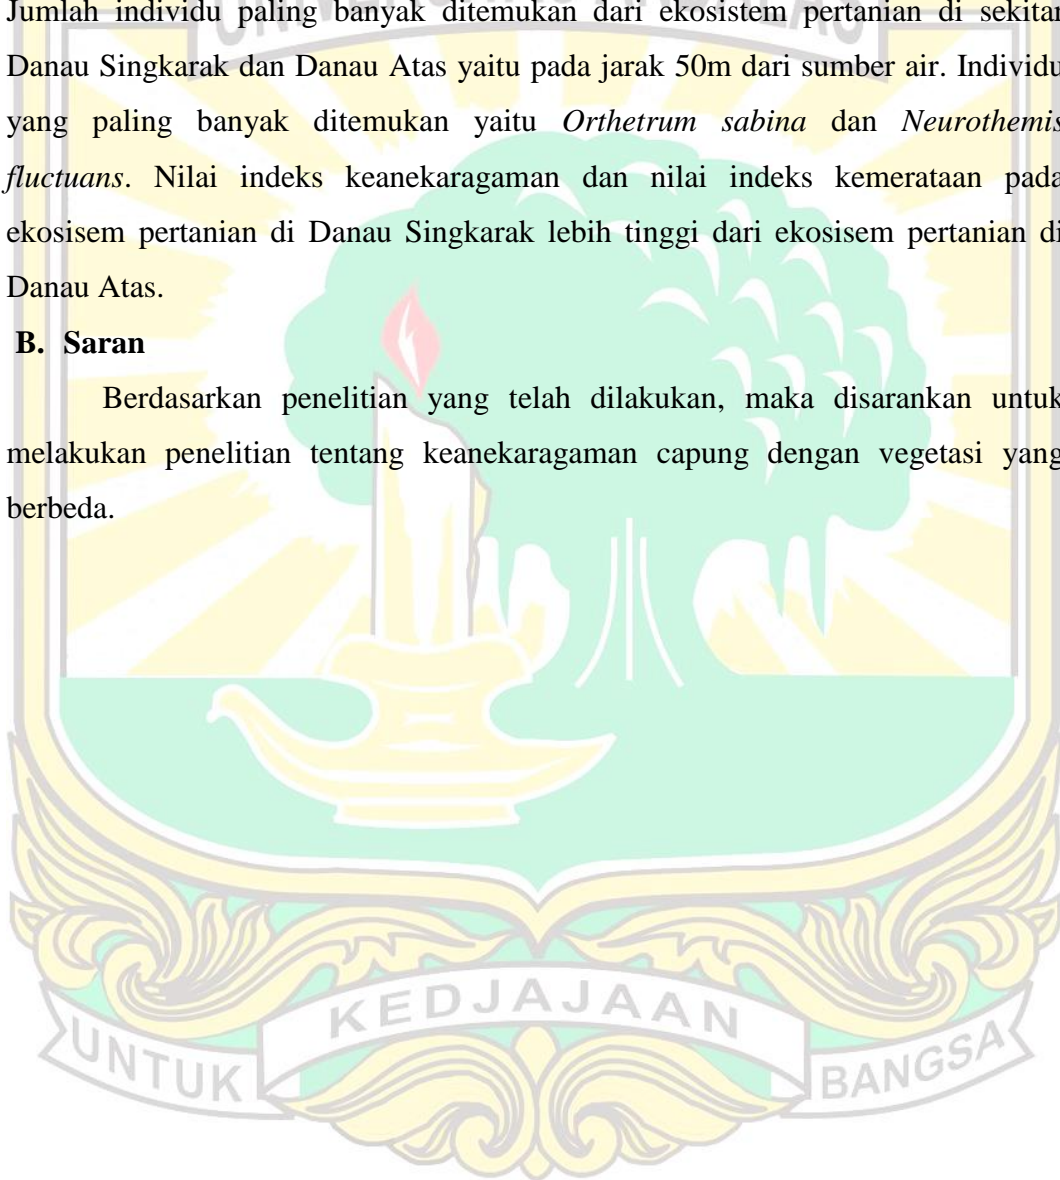 Jumlah individu paling banyak ditemukan dari ekosistem pertanian di sekitar
Danau Singkarak dan Danau Atas yaitu pada jarak 50m dari sumber air. Individu
yang paling banyak ditemukan yaitu Orthetrum sabina dan Neurothemis
fluctuans. Nilai indeks keanekaragaman dan nilai indeks kemerataan pada
ekosisem pertanian di Danau Singkarak lebih tinggi dari ekosisem pertanian di
Danau Atas.
B. Saran
Berdasarkan penelitian yang telah dilakukan, maka disarankan untuk
melakukan penelitian tentang keanekaragaman capung dengan vegetasi yang
berbeda.
UNTUK KEDJAJAAN BANGSA